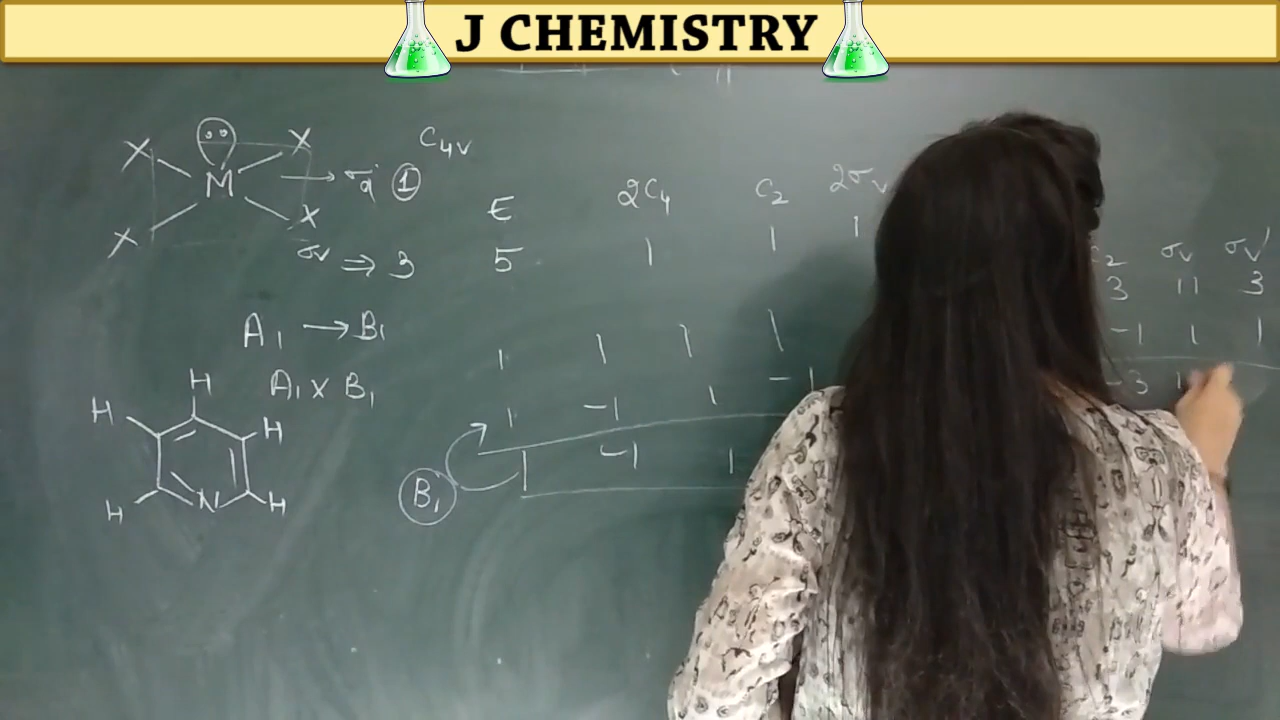 J CHEMISTRY
X X C₄ᵥ
M → σd ①
X X
σv ⇒ 3
E 2C₄ C₂ 2σv
5 1 1 1
C₂ σv σv'
3 11 3
-1 1 1
-3 1
A₁ → B₁
A₁ × B₁
1 1 1 1
1 -1 1 -1
1 -1 1
B₁
H
H H
H N H